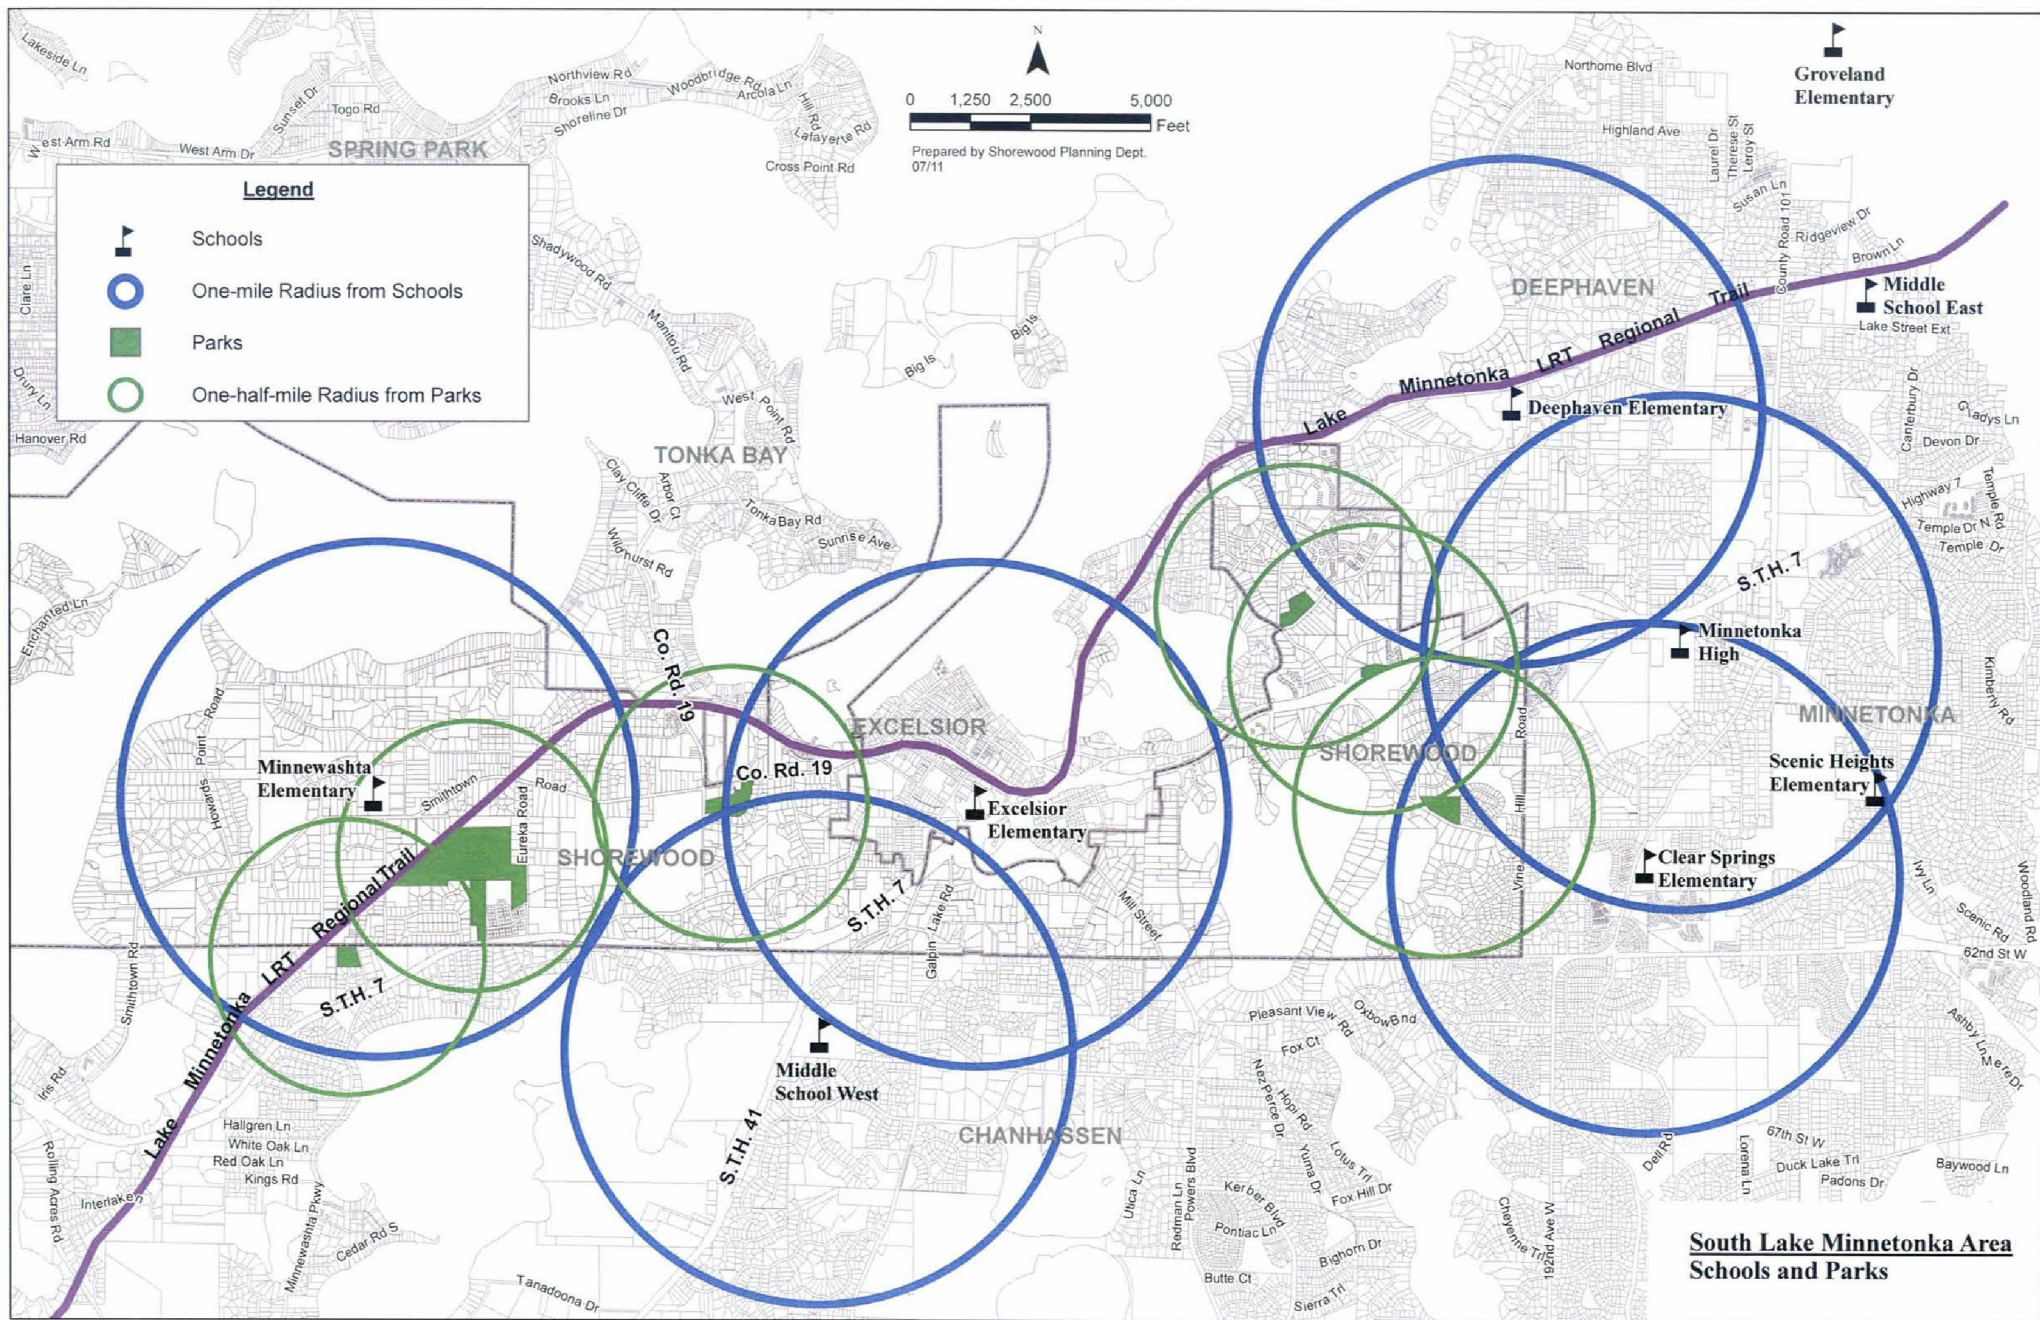 Lakeside Ln
Northview Rd
Woodbridge Rd
Arcola Ln
Brooks Ln
Shoreline Dr
Hill Rd
Lafayette Rd
Cross Point Rd
Sunset Dr
Togo Rd
West Arm Rd
West Arm Dr
SPRING PARK
N
0 1,250 2,500 5,000
Feet
Prepared by Shorewood Planning Dept.
07/11
Northome Blvd
Groveland
Elementary
Highland Ave
Laurel Dr
Therese St
Leroy St
Susan Ln
County Road 101
Ridgeview Dr
Brown Ln
Legend
Schools
One-mile Radius from Schools
Parks
One-half-mile Radius from Parks
Clare Ln
Drury Ln
Hanover Rd
Shadywood Rd
Manitou Rd
West Point Rd
Big Is
Big Is
DEEPHAVEN
Middle
School East
Lake Street Ext
Lake Minnetonka LRT Regional Trail
Deephaven Elementary
Canterbury Dr
Gladys Ln
Devon Dr
TONKA BAY
Clay Cliffe Dr
Arbor Ct
Tonka Bay Rd
Sunrise Ave
Wildhurst Rd
Highway 7
Temple Rd
Temple Dr N
Temple Dr
S.T.H. 7
Enchanted Ln
Co. Rd. 19
Minnetonka
High
Kimberly Rd
MINNETONKA
Howards Point Road
EXCELSIOR
SHOREWOOD
Vine Hill Road
Minnewashta
Elementary
Smithtown Road
Eureka Road
Co. Rd. 19
Excelsior
Elementary
Scenic Heights
Elementary
SHOREWOOD
Clear Springs
Elementary
Ivy Ln
Woodland Rd
Scenic Rd
62nd St W
S.T.H. 7
Galpin Lake Rd
Mill Street
Smithtown Rd
S.T.H. 7
Lake Minnetonka LRT Regional Trail
Pleasant View Rd
Oxbow Bnd
Fox Ct
Ashby Ln
Mere Dr
Iris Rd
Middle
School West
Nez Perce Dr
Hopi Rd
Hallgren Ln
White Oak Ln
Red Oak Ln
Kings Rd
S.T.H. 41
CHANHASSEN
Lotus Trl
Yuma Dr
Fox Hill Dr
Dell Rd
Lorena Ln
67th St W
Duck Lake Trl
Padons Dr
Baywood Ln
Rolling Acres Rd
Interlaken
Minnewashta Pkwy
Cedar Rd S
Utica Ln
Redman Ln
Powers Blvd
Kerber Blvd
Pontiac Ln
Bighorn Dr
Cheyenne Trl
192nd Ave W
Tanadoona Dr
Butte Ct
Sierra Trl
South Lake Minnetonka Area
Schools and Parks